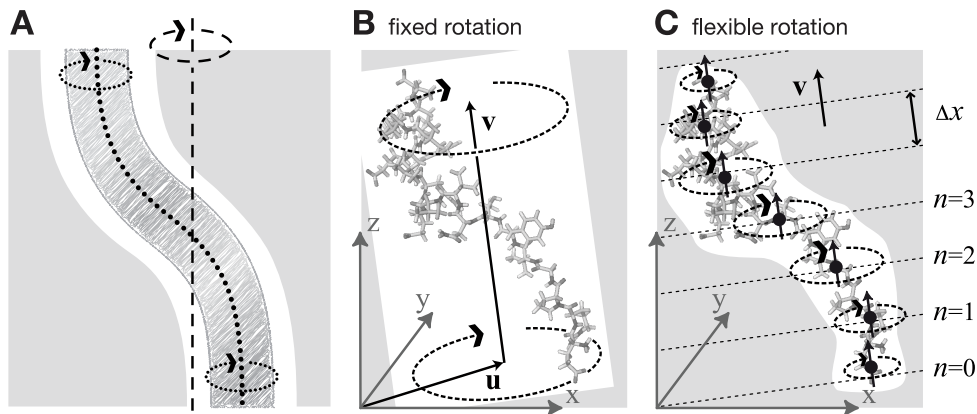 A
B fixed rotation
C flexible rotation
v
z
y
u
x
v
Δx
n=3
z
n=2
y
n=1
x
n=0